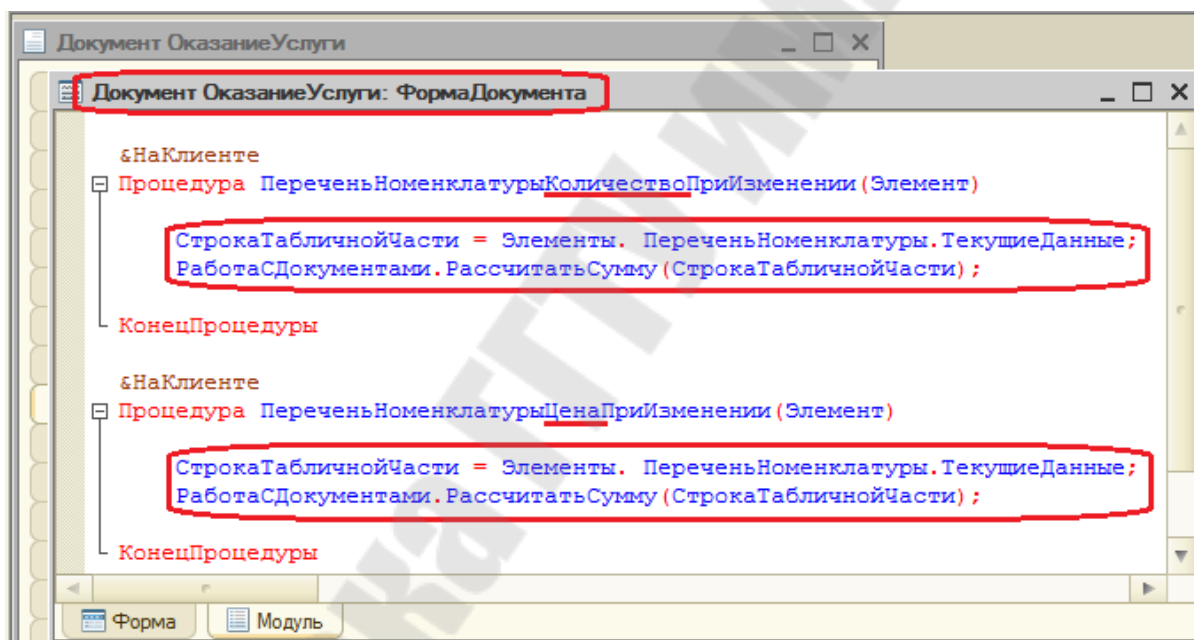 Документ ОказаниеУслуги
Документ ОказаниеУслуги: ФормаДокумента
&НаКлиенте
Процедура ПереченьНоменклатурыКоличествоПриИзменении(Элемент)
СтрокаТабличнойЧасти = Элементы. ПереченьНоменклатуры.ТекущиеДанные;
РаботаСДокументами.РассчитатьСумму(СтрокаТабличнойЧасти);
КонецПроцедуры
&НаКлиенте
Процедура ПереченьНоменклатурыЦенаПриИзменении(Элемент)
СтрокаТабличнойЧасти = Элементы. ПереченьНоменклатуры.ТекущиеДанные;
РаботаСДокументами.РассчитатьСумму(СтрокаТабличнойЧасти);
КонецПроцедуры
Форма Модуль